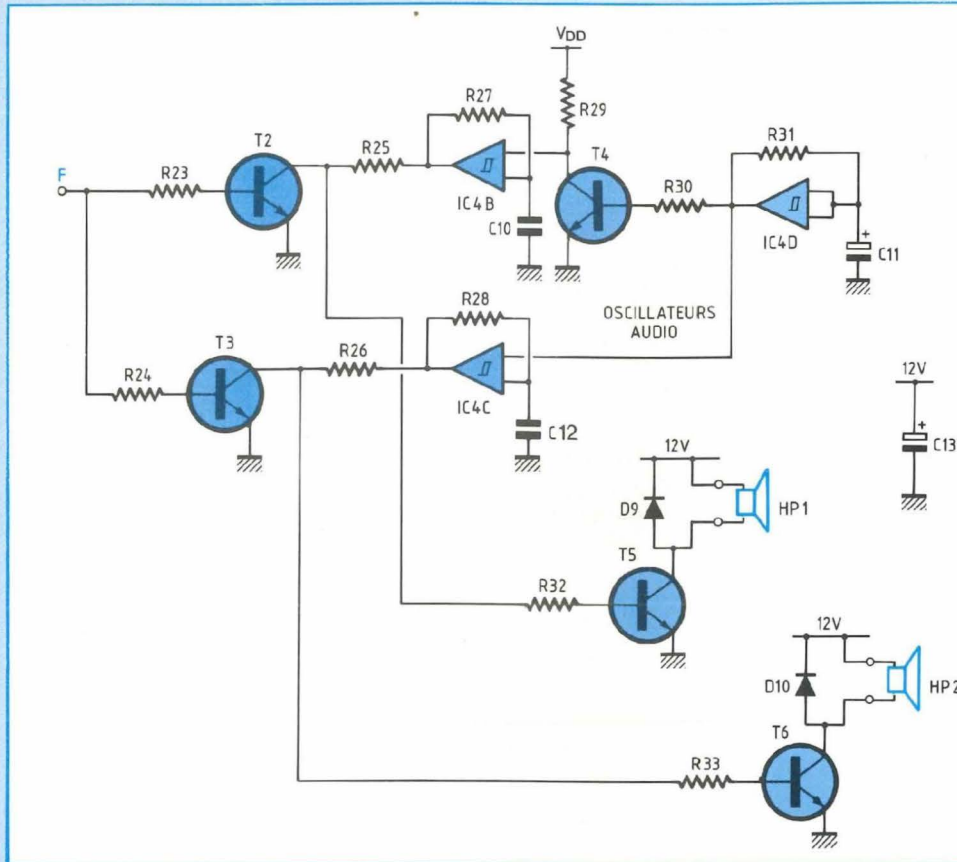 VDD
R27
R29
R31
T2
R25
T4
F
R23
R30
IC4B
IC4D
C10
C11
R28
OSCILLATEURS
AUDIO
T3
R26
R24
12V
IC4C
C12
C13
12V
D9
HP1
T5
R32
12V
D10
HP2
T6
R33